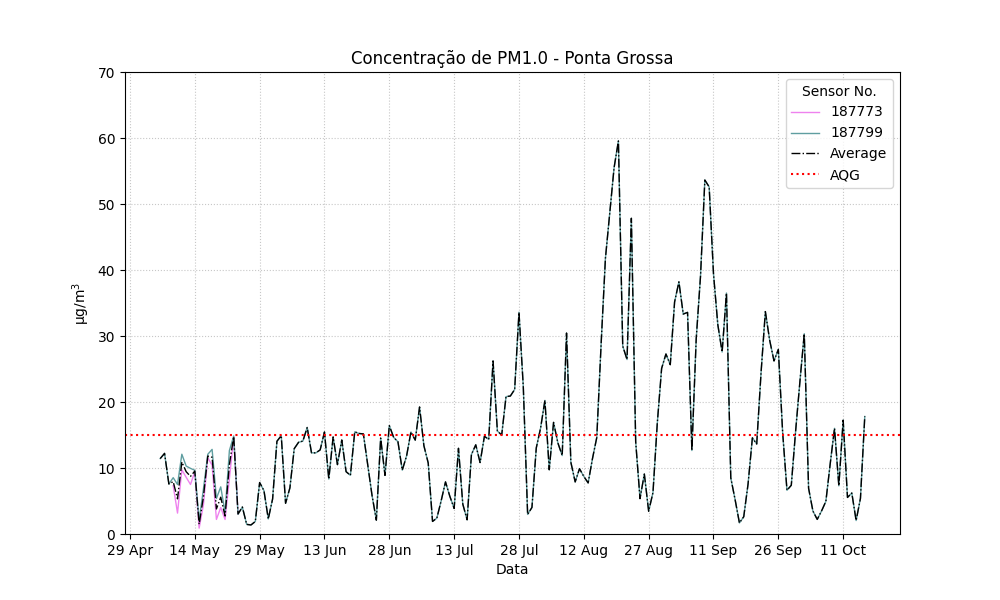 Concentração de PM1.0 - Ponta Grossa
Sensor No.
187773
187799
Average
AQG
µg/m³
70
60
50
40
30
20
10
0
29 Apr 14 May 29 May 13 Jun 28 Jun 13 Jul 28 Jul 12 Aug 27 Aug 11 Sep 26 Sep 11 Oct
Data